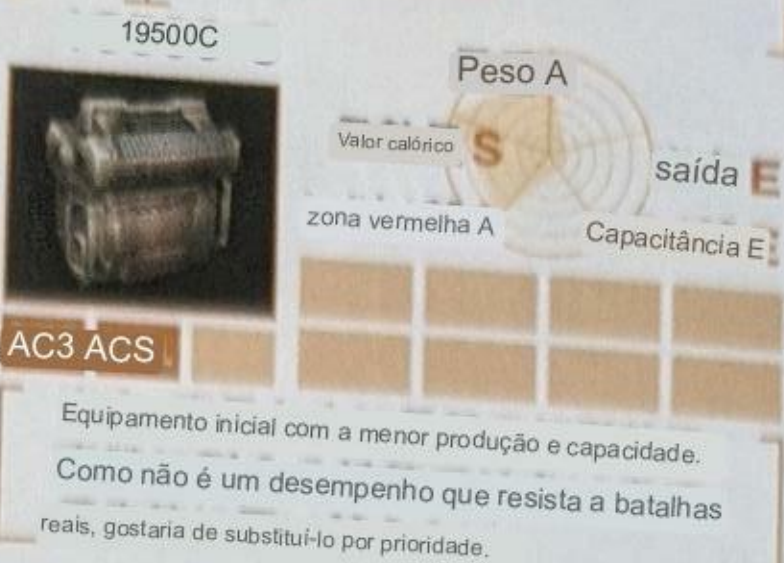 19500C
Peso A
Valor calórico S
saída E
zona vermelha A
Capacitância E
AC3 ACS
Equipamento inicial com a menor produção e capacidade.
Como não é um desempenho que resista a batalhas
reais, gostaria de substituí-lo por prioridade.